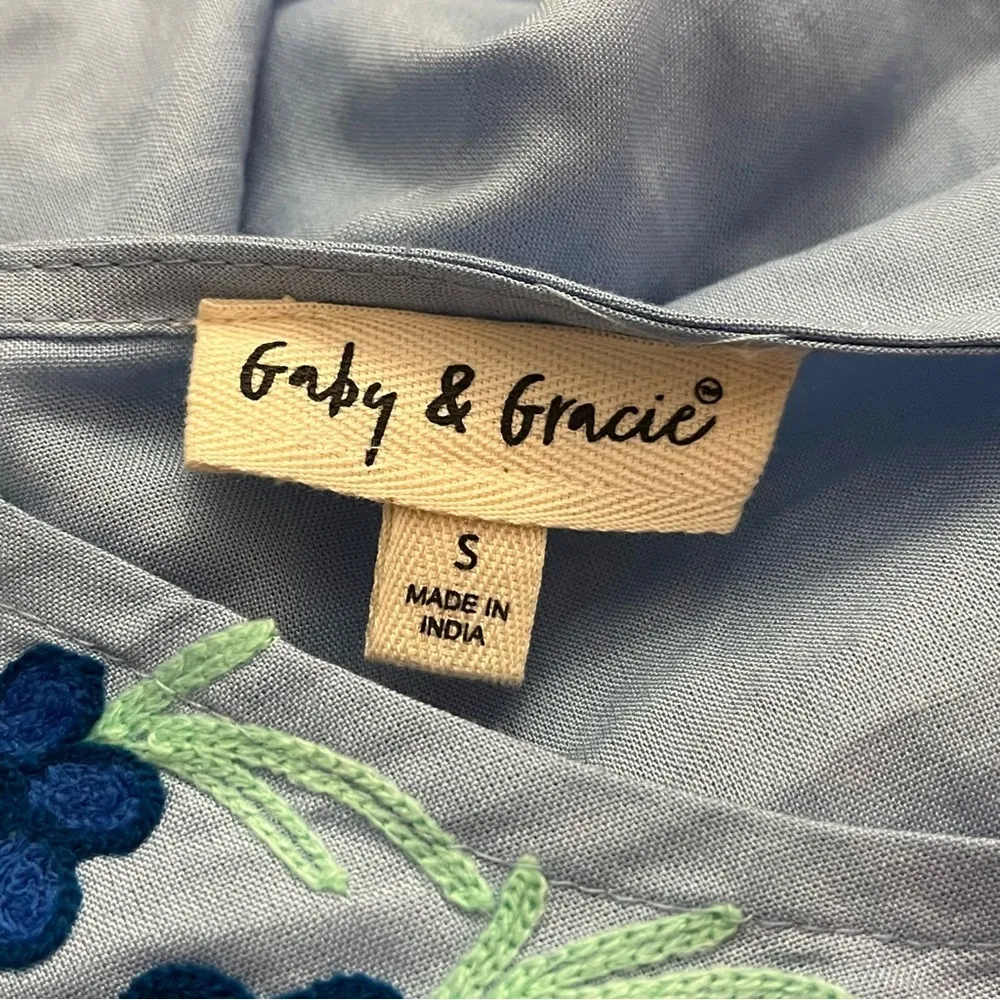 Gaby & Gracie
S
MADE IN
INDIA